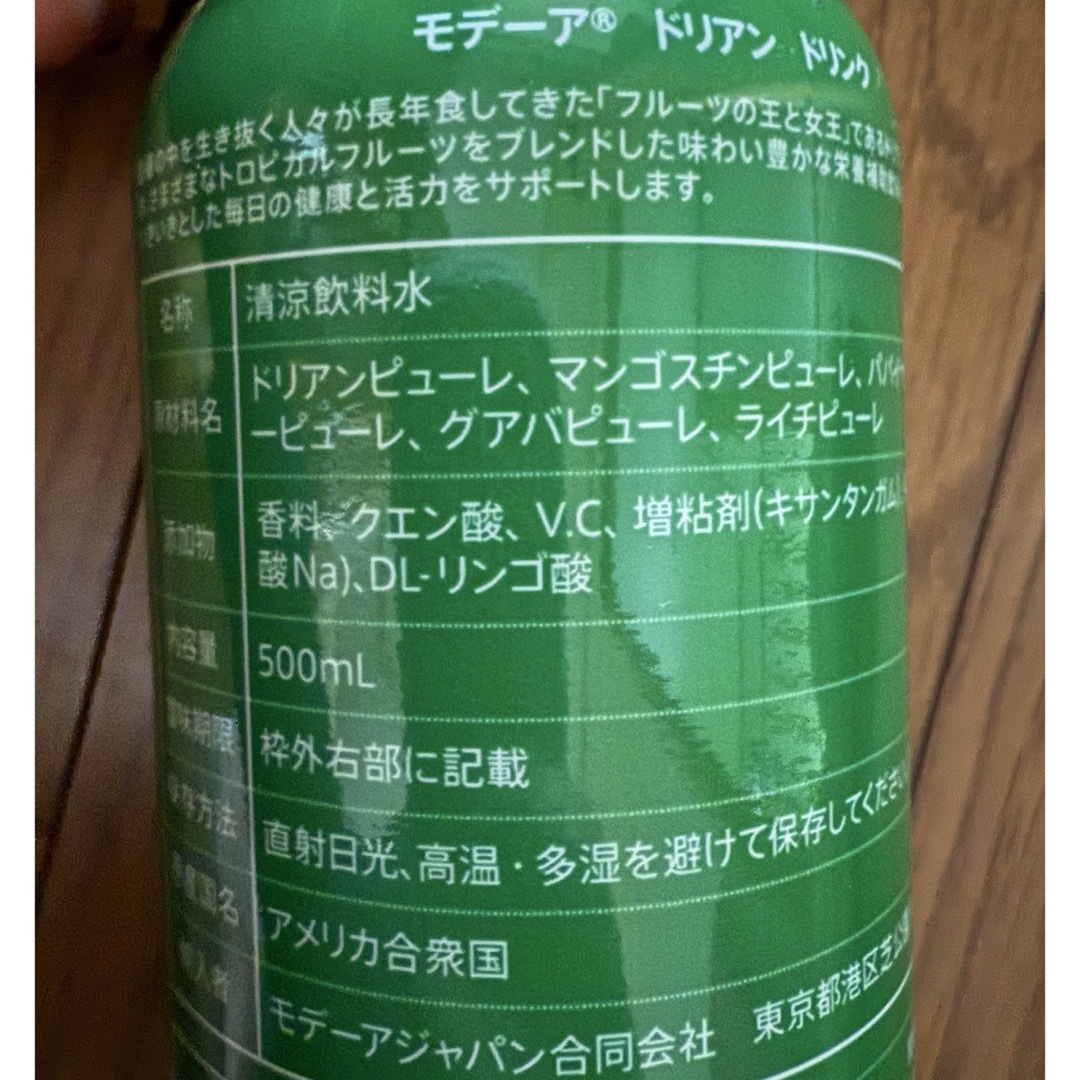 モデーア® ドリアン ドリンク
の中を生き抜く人々が長年食してきた「フルーツの王と女王」である
さまざまなトロピカルフルーツをブレンドした味わい豊かな栄養補
いきとした毎日の健康と活力をサポートします。
名称 清涼飲料水
原材料名 ドリアンピューレ、マンゴスチンピューレ、パパイヤ
ーピューレ、グアバピューレ、ライチピューレ
添加物 香料、クエン酸、V.C、増粘剤(キサンタンガム、
酸Na)、DL-リンゴ酸
内容量 500mL
賞味期限 枠外右部に記載
保存方法 直射日光、高温・多湿を避けて保存してください
原産国名 アメリカ合衆国
輸入者 モデーアジャパン合同会社 東京都港区芝公